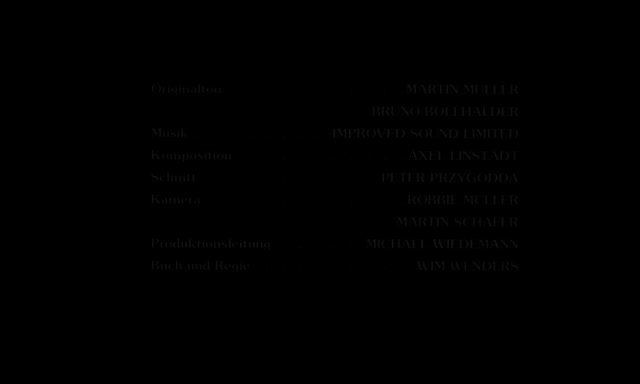 Originalton MARTIN MÜLLER
BRUNO BOLLHALDER
Musik IMPROVED SOUND LIMITED
Komposition AXEL LINSTÄDT
Schnitt PETER PRZYGODDA
Kamera ROBBIE MÜLLER
MARTIN SCHÄFER
Produktionsleitung MICHAEL WIEDEMANN
Buch und Regie WIM WENDERS